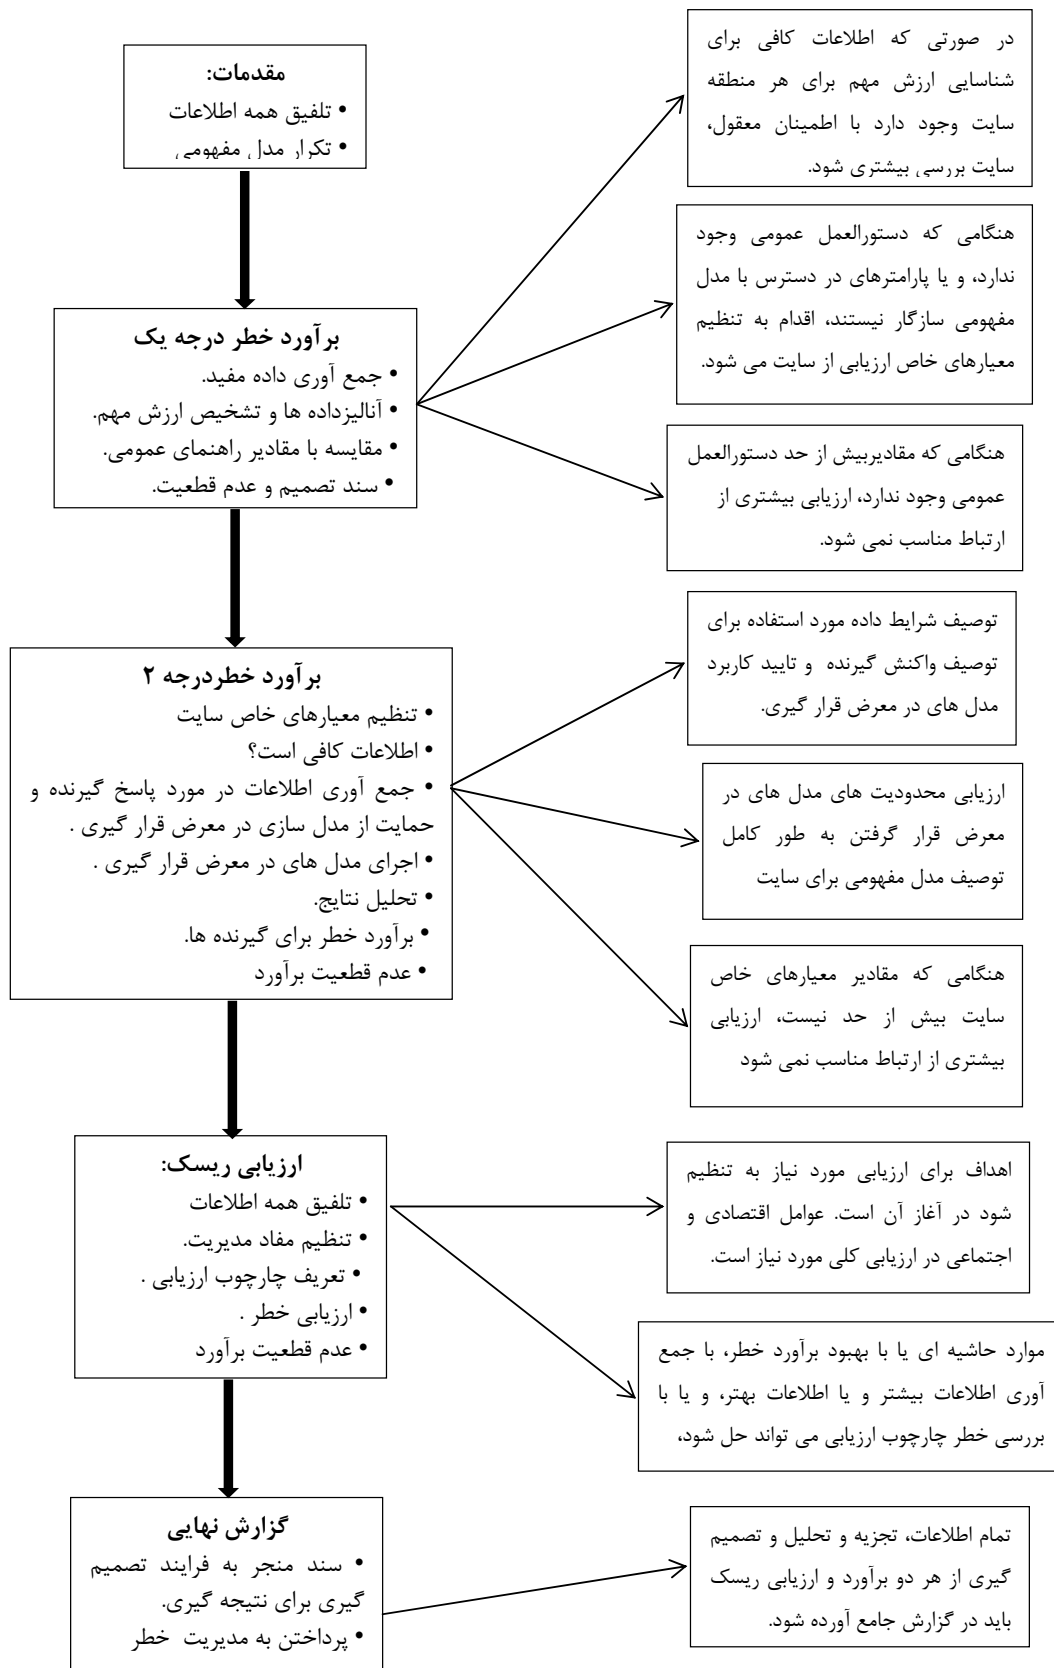 مقدمات:
• تلفیق همه اطلاعات
• تکرار مدل مفهومی
در صورتی که اطلاعات کافی برای
شناسایی ارزش مهم برای هر منطقه
سایت وجود دارد با اطمینان معقول،
سایت بررسی بیشتری شود.
هنگامی که دستورالعمل عمومی وجود
ندارد، و یا پارامترهای در دسترس با مدل
مفهومی سازگار نیستند، اقدام به تنظیم
معیارهای خاص ارزیابی از سایت می شود.
برآورد خطر درجه یک
• جمع آوری داده مفید.
• آنالیزداده ها و تشخیص ارزش مهم.
• مقایسه با مقادیر راهنمای عمومی.
• سند تصمیم و عدم قطعیت.
هنگامی که مقادیربیش از حد دستورالعمل
عمومی وجود ندارد، ارزیابی بیشتری از
ارتباط مناسب نمی شود.
برآورد خطردرجه ۲
• تنظیم معیارهای خاص سایت
• اطلاعات کافی است؟
• جمع آوری اطلاعات در مورد پاسخ گیرنده و
حمایت از مدل سازی در معرض قرار گیری .
• اجرای مدل های در معرض قرار گیری .
• تحلیل نتایج.
• برآورد خطر برای گیرنده ها.
• عدم قطعیت برآورد
توصیف شرایط داده مورد استفاده برای
توصیف واکنش گیرنده و تایید کاربرد
مدل های در معرض قرار گیری.
ارزیابی محدودیت های مدل های در
معرض قرار گرفتن به طور کامل
توصیف مدل مفهومی برای سایت
هنگامی که مقادیر معیارهای خاص
سایت بیش از حد نیست، ارزیابی
بیشتری از ارتباط مناسب نمی شود
ارزیابی ریسک:
• تلفیق همه اطلاعات
• تنظیم مفاد مدیریت.
• تعریف چارچوب ارزیابی .
• ارزیابی خطر .
• عدم قطعیت برآورد
اهداف برای ارزیابی مورد نیاز به تنظیم
شود در آغاز آن است. عوامل اقتصادی و
اجتماعی در ارزیابی کلی مورد نیاز است.
موارد حاشیه ای یا با بهبود برآورد خطر، با جمع
آوری اطلاعات بیشتر و یا اطلاعات بهتر، و یا با
بررسی خطر چارچوب ارزیابی می تواند حل شود،
گزارش نهایی
• سند منجر به فرایند تصمیم
گیری برای نتیجه گیری.
• پرداختن به مدیریت خطر
تمام اطلاعات، تجزیه و تحلیل و تصمیم
گیری از هر دو برآورد و ارزیابی ریسک
باید در گزارش جامع آورده شود.